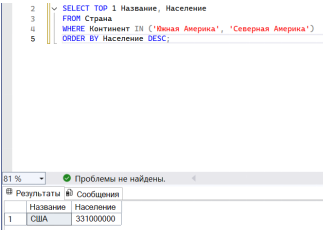 2 SELECT TOP 1 Название, Население
3 FROM Страна
4 WHERE Континент IN ('Южная Америка', 'Северная Америка')
5 ORDER BY Население DESC;
81 % Проблемы не найдены.
Результаты Сообщения
Название Население
1 США 331000000